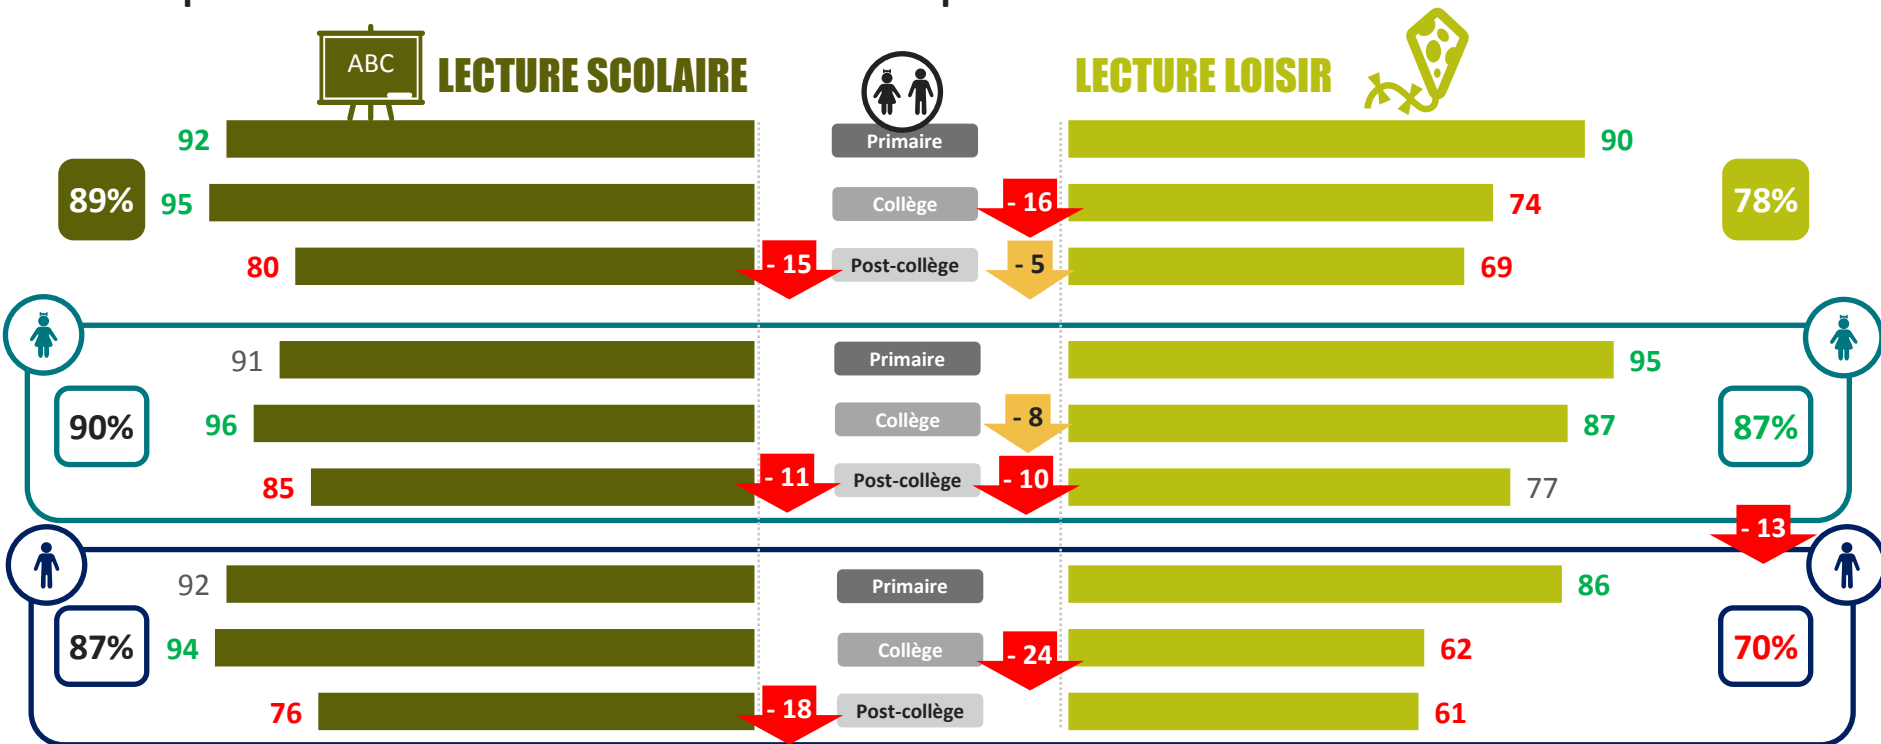 ABC
LECTURE SCOLAIRE
LECTURE LOISIR
92 Primaire 90
89% 95 Collège - 16 74 78%
80 - 15 Post-collège - 5 69
91 Primaire 95
90% 96 Collège - 8 87 87%
85 - 11 Post-collège - 10 77
- 13
92 Primaire 86
87% 94 Collège - 24 62 70%
76 - 18 Post-collège 61